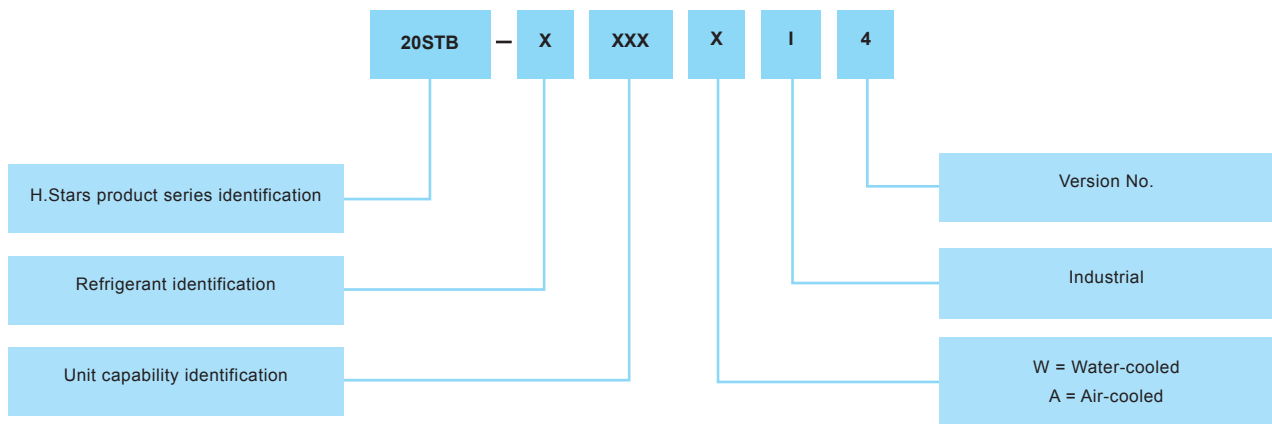 20STB – X XXX X I 4
H.Stars product series identification
Refrigerant identification
Unit capability identification
Version No.
Industrial
W = Water-cooled
A = Air-cooled